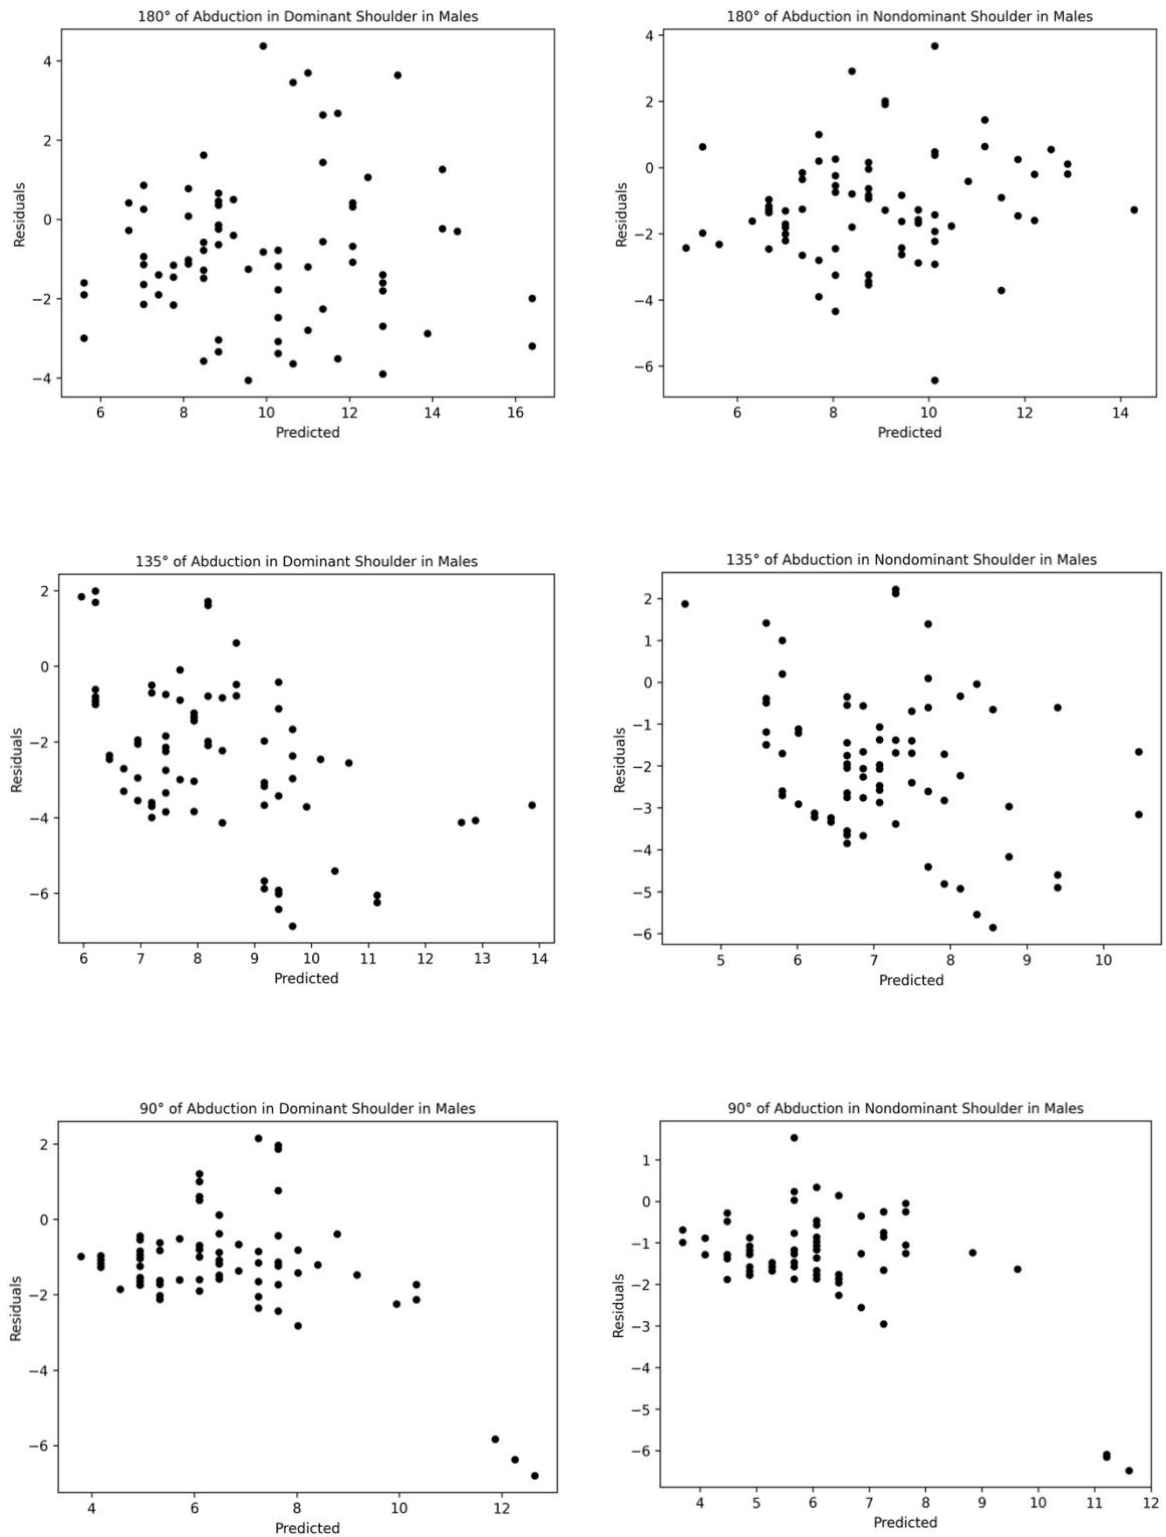 180° of Abduction in Dominant Shoulder in Males
4
2
0
−2
−4
Residuals
6 8 10 12 14 16
Predicted
180° of Abduction in Nondominant Shoulder in Males
4
2
0
−2
−4
−6
Residuals
6 8 10 12 14
Predicted
135° of Abduction in Dominant Shoulder in Males
2
0
−2
−4
−6
Residuals
6 7 8 9 10 11 12 13 14
Predicted
135° of Abduction in Nondominant Shoulder in Males
2
1
0
−1
−2
−3
−4
−5
−6
Residuals
5 6 7 8 9 10
Predicted
90° of Abduction in Dominant Shoulder in Males
2
0
−2
−4
−6
Residuals
4 6 8 10 12
Predicted
90° of Abduction in Nondominant Shoulder in Males
1
0
−1
−2
−3
−4
−5
−6
Residuals
4 5 6 7 8 9 10 11 12
Predicted